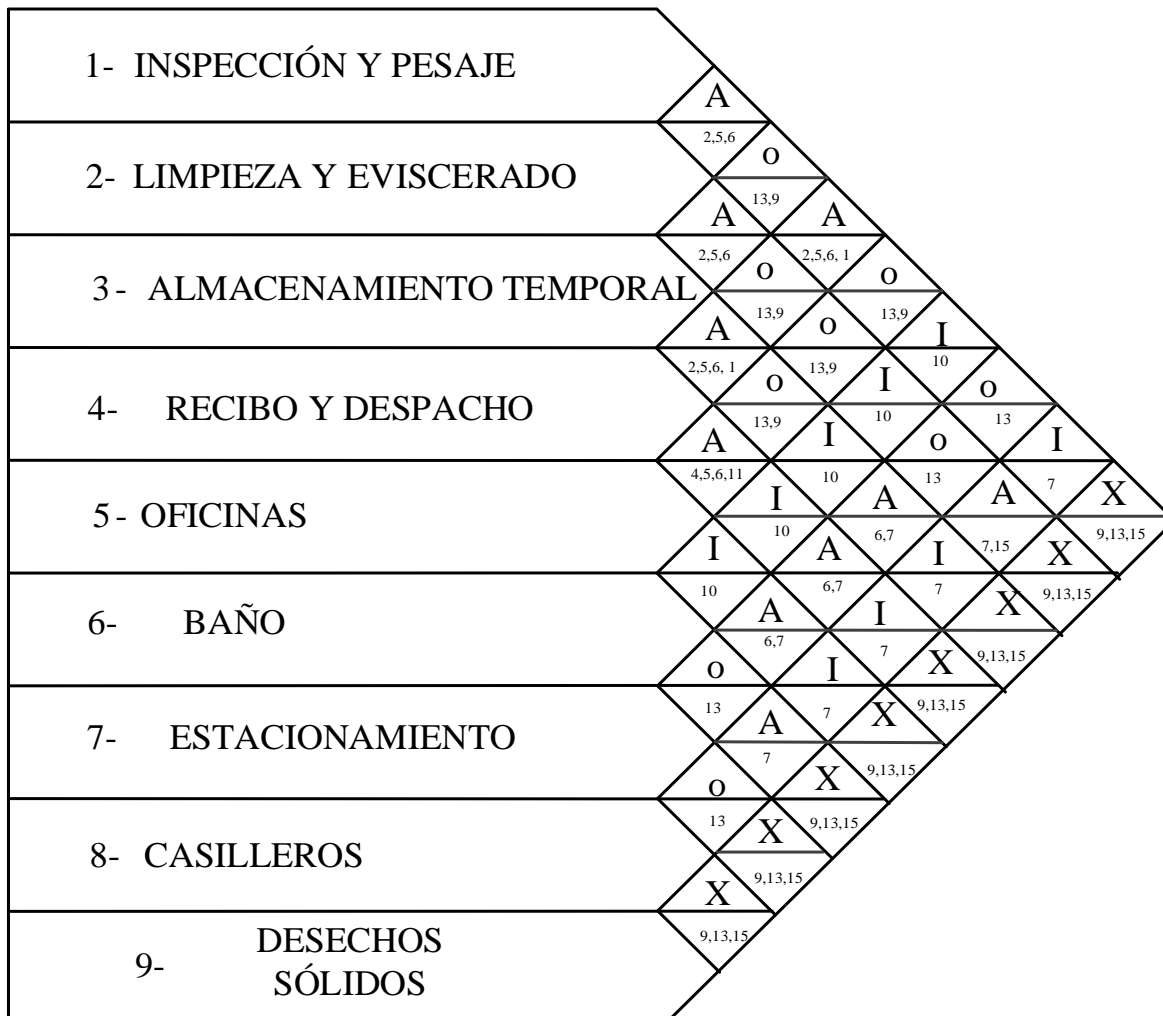 1- INSPECCIÓN Y PESAJE
A
2,5,6
o
2- LIMPIEZA Y EVISCERADO
13,9
A A
2,5,6 2,5,6, 1
o o
3 - ALMACENAMIENTO TEMPORAL
13,9 13,9
A o I
2,5,6, 1 13,9 10
o I o
4- RECIBO Y DESPACHO
13,9 10 13
A I o I
4,5,6,11 10 13 7
I A A X
5 - OFICINAS
10 6,7 7,15 9,13,15
I A I X
10 6,7 7 9,13,15
A I X
6- BAÑO
6,7 7 9,13,15
o I X
13 7 9,13,15
A X
7- ESTACIONAMIENTO
7 9,13,15
o X
13 9,13,15
X
8- CASILLEROS
9,13,15
X
9,13,15
9- DESECHOS
SÓLIDOS